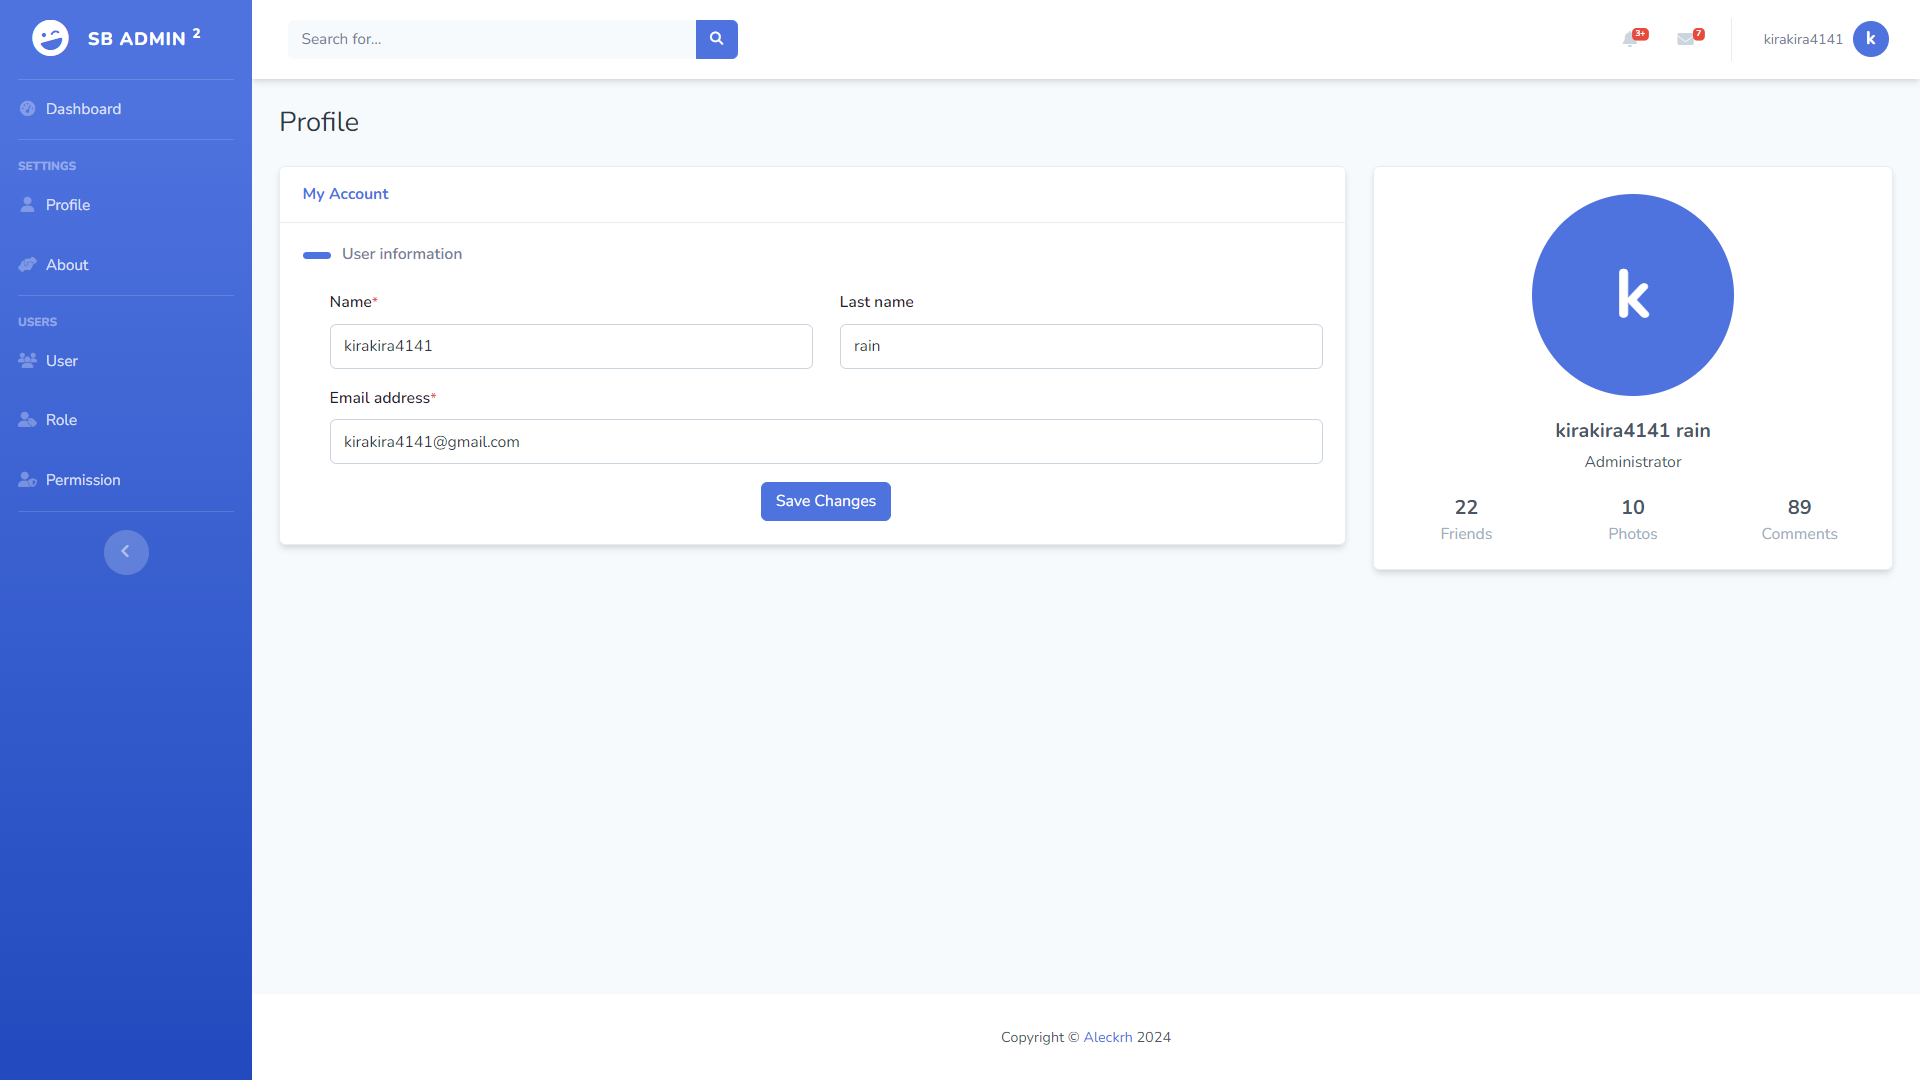 SB ADMIN 2
Search for...
3+
7
kirakira4141
k
Dashboard
SETTINGS
Profile
About
USERS
User
Role
Permission
Profile
My Account
User information
Name*
Last name
kirakira4141
rain
Email address*
kirakira4141@gmail.com
Save Changes
k
kirakira4141 rain
Administrator
22
10
89
Friends
Photos
Comments
Copyright © Aleckrh 2024